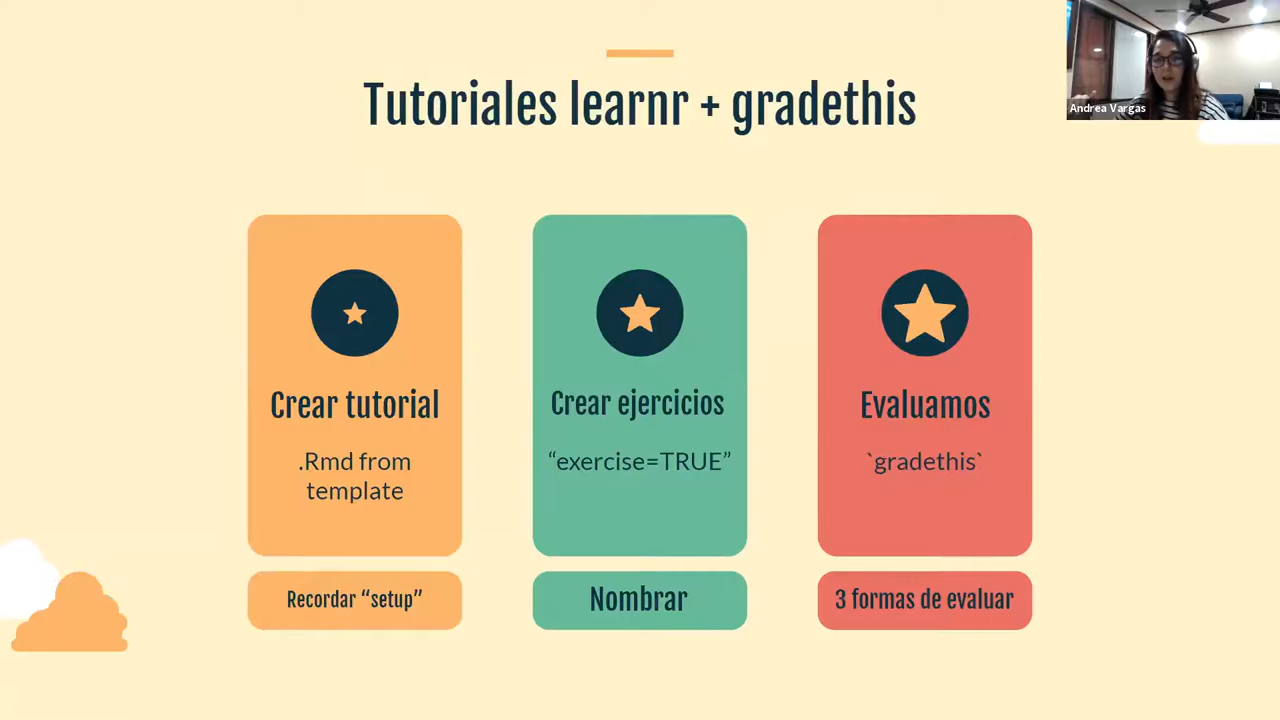 Tutoriales learnr + gradethis
Andrea Vargas
Crear tutorial
.Rmd from
template
Recordar “setup”
Crear ejercicios
“exercise=TRUE”
Nombrar
Evaluamos
`gradethis`
3 formas de evaluar